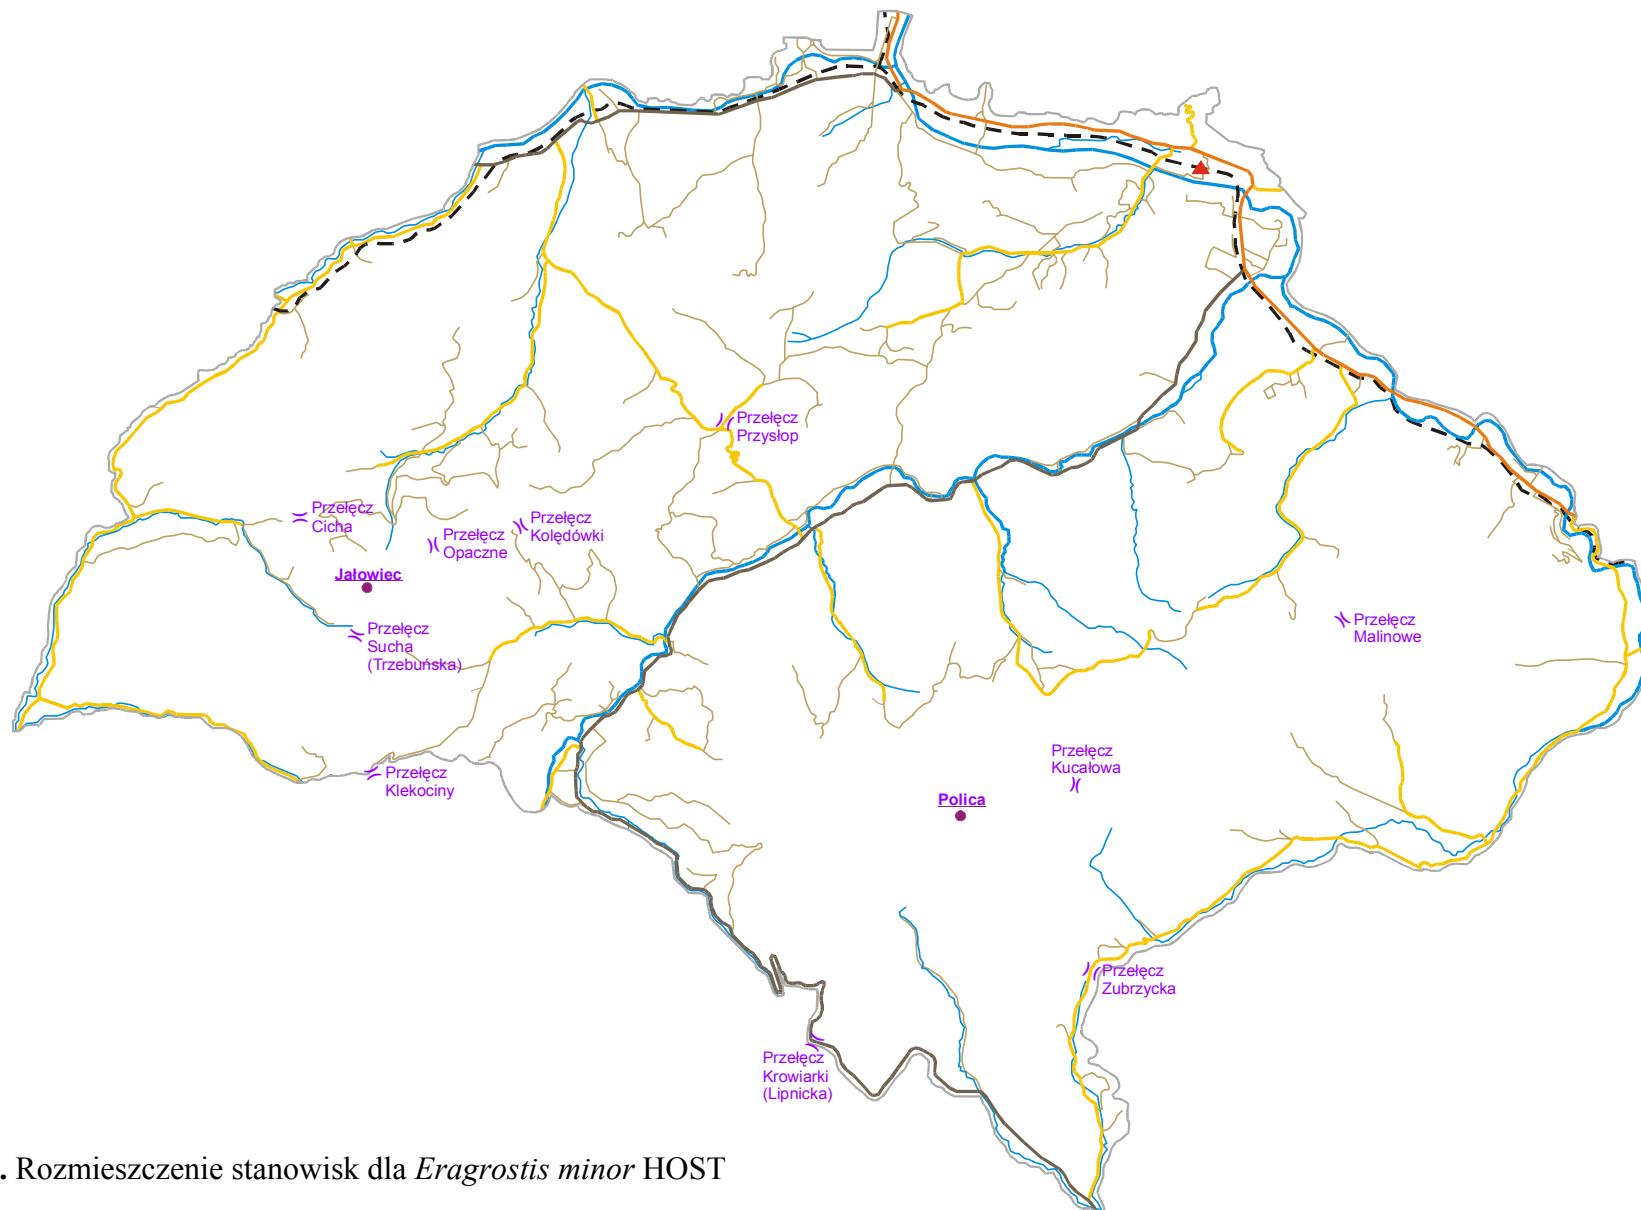 Przełęcz
Przysłop
Przełęcz
Cicha
Przełęcz
Kolędówki
Przełęcz
Opaczne
Jałowiec
Przełęcz
Sucha
(Trzebuńska)
Przełęcz
Malinowe
Przełęcz
Klekociny
Przełęcz
Kucałowa
Polica
Przełęcz
Zubrzycka
Przełęcz
Krowiarki
(Lipnicka)
. Rozmieszczenie stanowisk dla Eragrostis minor HOST